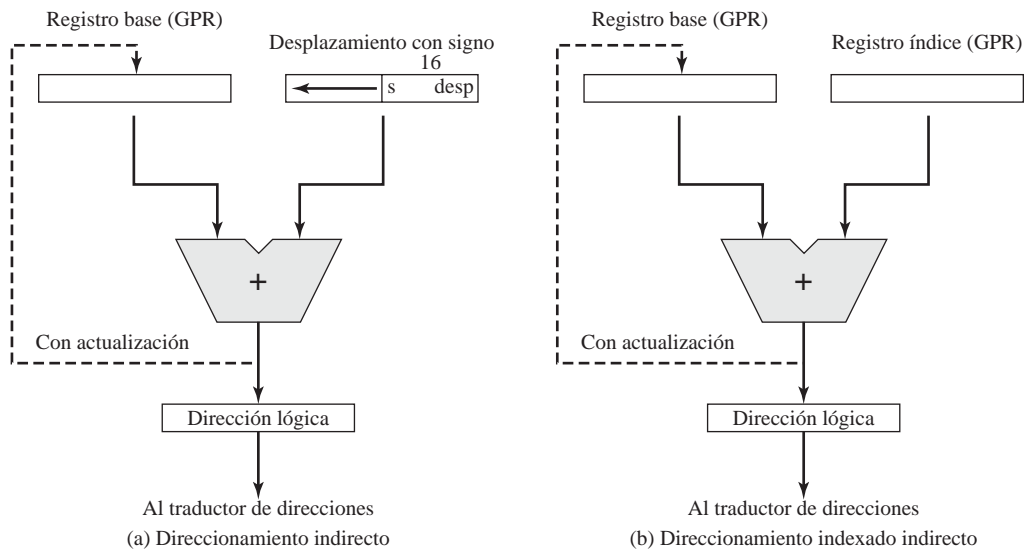 Registro base (GPR)
Desplazamiento con signo
16
s desp
+
Con actualización
Dirección lógica
Al traductor de direcciones
(a) Direccionamiento indirecto
Registro base (GPR)
Registro índice (GPR)
+
Con actualización
Dirección lógica
Al traductor de direcciones
(b) Direccionamiento indexado indirecto